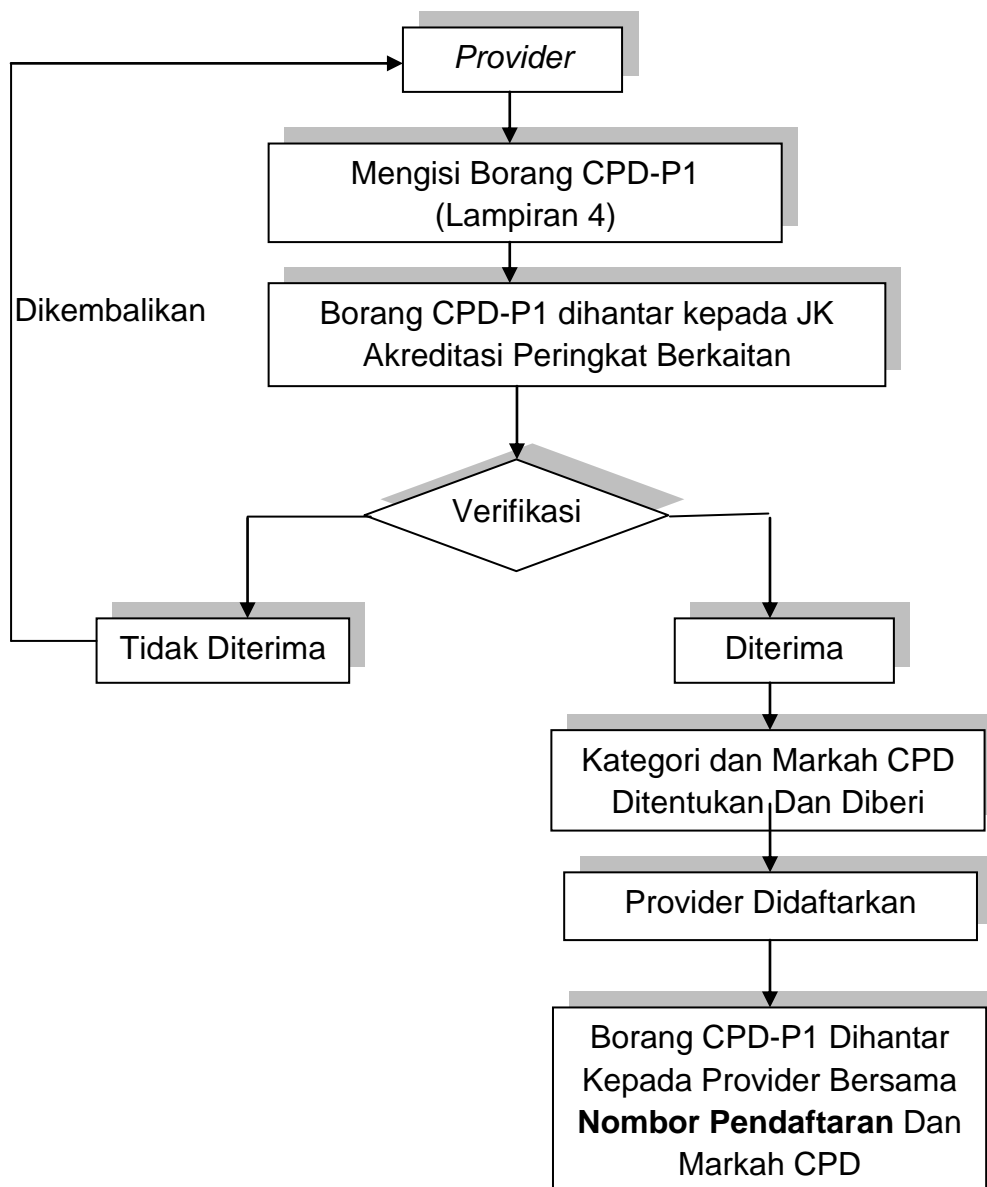 Provider
Mengisi Borang CPD-P1
(Lampiran 4)
Dikembalikan
Borang CPD-P1 dihantar kepada JK
Akreditasi Peringkat Berkaitan
Verifikasi
Tidak Diterima
Diterima
Kategori dan Markah CPD
Ditentukan Dan Diberi
Provider Didaftarkan
Borang CPD-P1 Dihantar
Kepada Provider Bersama
Nombor Pendaftaran Dan
Markah CPD